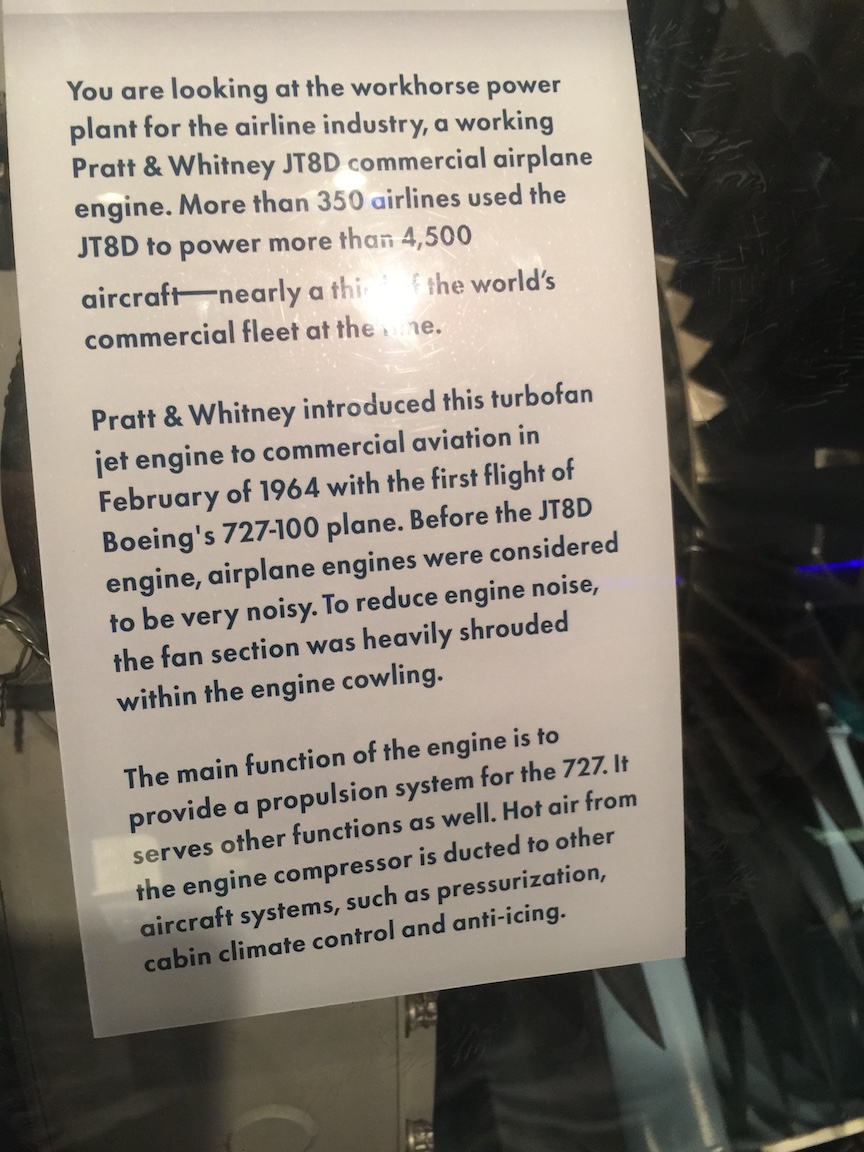 You are looking at the workhorse power
plant for the airline industry, a working
Pratt & Whitney JT8D commercial airplane
engine. More than 350 airlines used the
JT8D to power more than 4,500
aircraft—nearly a third of the world's
commercial fleet at the time.
Pratt & Whitney introduced this turbofan
jet engine to commercial aviation in
February of 1964 with the first flight of
Boeing's 727-100 plane. Before the JT8D
engine, airplane engines were considered
to be very noisy. To reduce engine noise,
the fan section was heavily shrouded
within the engine cowling.
The main function of the engine is to
provide a propulsion system for the 727. It
serves other functions as well. Hot air from
the engine compressor is ducted to other
aircraft systems, such as pressurization,
cabin climate control and anti-icing.